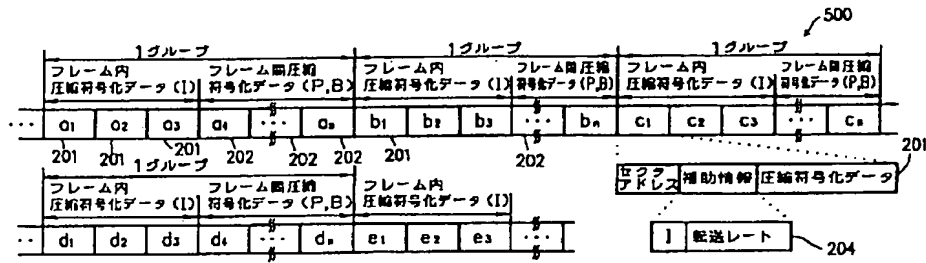 500
1グループ 1グループ 1グループ
フレーム内 フレーム間圧縮 フレーム内 フレーム間圧縮 フレーム内 フレーム間圧縮
圧縮符号化データ(I) 符号化データ(P,B) 圧縮符号化データ(I) 符号化データ(P,B) 圧縮符号化データ(I) 符号化データ(P,B)
... a1 a2 a3 a4 ... an b1 b2 b3 ... bn c1 c2 c3 ... cn
201 201 201 202 202 202 201 202 201
1グループ
フレーム内 フレーム間圧縮 フレーム内
圧縮符号化データ(I) 符号化データ(P,B) 圧縮符号化データ(I)
... d1 d2 d3 d4 ... dn e1 e2 e3 ...
セクタアドレス 補助情報 圧縮符号化データ
転送レート 204